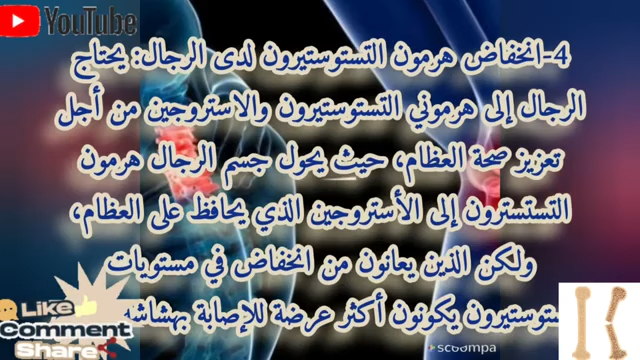 YouTube
4-انخفاض هرمون التستوستيرون لدى الرجال: يحتاج
الرجال إلى هرموني التستوستيرون والاستروجين من أجل
تعزيز صحة العظام، حيث يحول جسم الرجال هرمون
التستسترون إلى الأستروجين الذي يحافظ على العظام،
ولكن الذين يعانون من انخفاض في مستويات
يكونون أكثر عرضة للإصابة بهشاشة
Like
Comment
Share